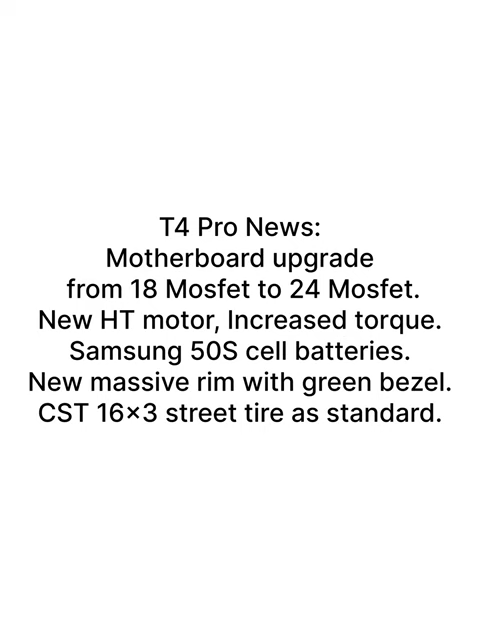 T4 Pro News:
Motherboard upgrade
from 18 Mosfet to 24 Mosfet.
New HT motor, Increased torque.
Samsung 50S cell batteries.
New massive rim with green bezel.
CST 16×3 street tire as standard.